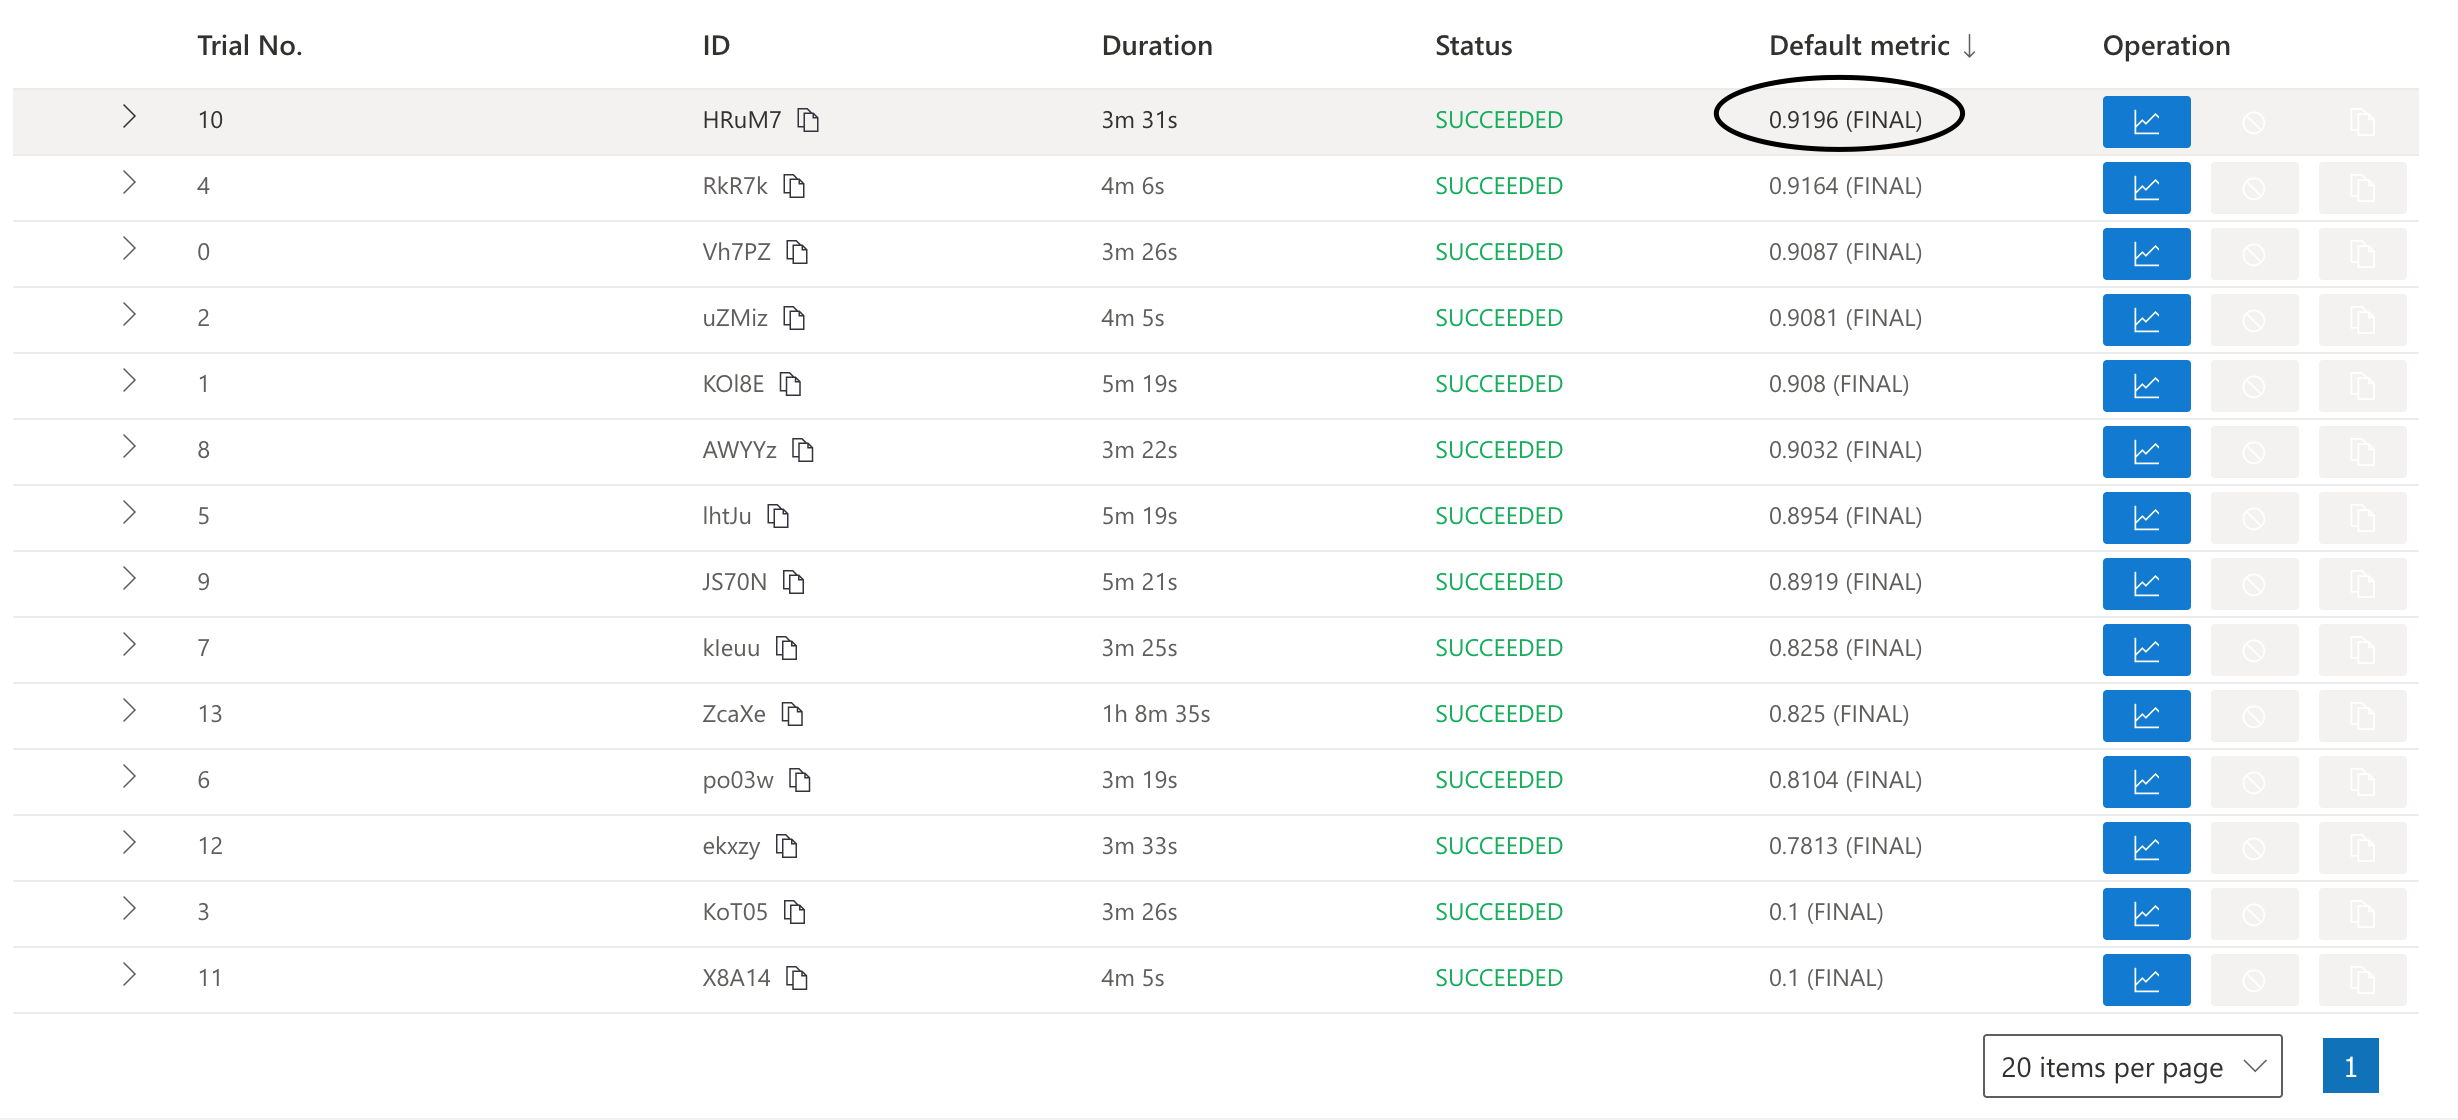 Trial No. ID Duration Status Default metric ↓ Operation
10 HRuM7 3m 31s SUCCEEDED 0.9196 (FINAL)
4 RkR7k 4m 6s SUCCEEDED 0.9164 (FINAL)
0 Vh7PZ 3m 26s SUCCEEDED 0.9087 (FINAL)
2 uZMiz 4m 5s SUCCEEDED 0.9081 (FINAL)
1 KOl8E 5m 19s SUCCEEDED 0.908 (FINAL)
8 AWYYz 3m 22s SUCCEEDED 0.9032 (FINAL)
5 lhtJu 5m 19s SUCCEEDED 0.8954 (FINAL)
9 JS70N 5m 21s SUCCEEDED 0.8919 (FINAL)
7 kIeuu 3m 25s SUCCEEDED 0.8258 (FINAL)
13 ZcaXe 1h 8m 35s SUCCEEDED 0.825 (FINAL)
6 po03w 3m 19s SUCCEEDED 0.8104 (FINAL)
12 ekxzy 3m 33s SUCCEEDED 0.7813 (FINAL)
3 KoT05 3m 26s SUCCEEDED 0.1 (FINAL)
11 X8A14 4m 5s SUCCEEDED 0.1 (FINAL)
20 items per page 1